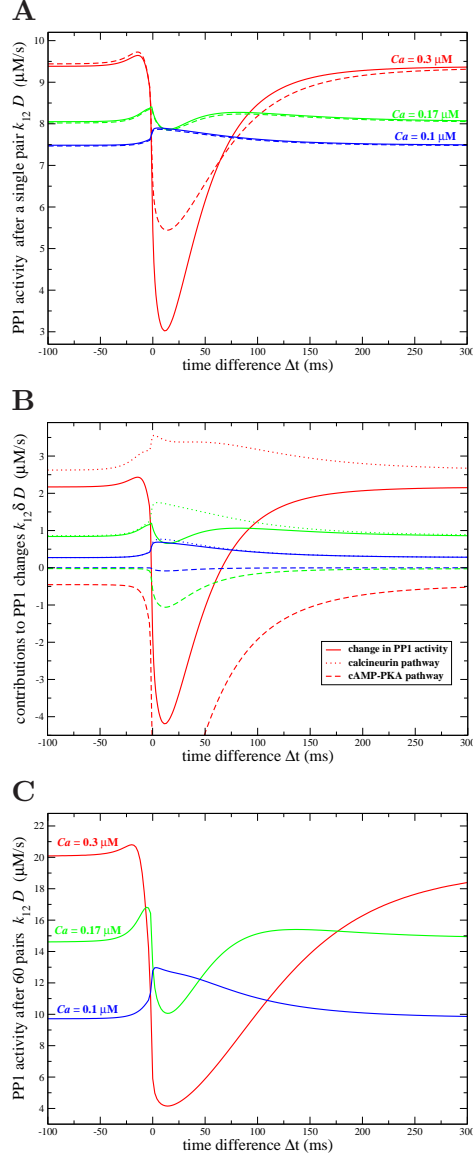 A
PP1 activity after a single pair k12 D (μM/s)
10
9
8
7
6
5
4
3
Ca = 0.3 μM
Ca = 0.17 μM
Ca = 0.1 μM
-100 -50 0 50 100 150 200 250 300
time difference Δt (ms)
B
contributions to PP1 changes k12 δ D (μM/s)
3
2
1
0
-1
-2
-3
-4
change in PP1 activity
calcineurin pathway
cAMP-PKA pathway
-100 -50 0 50 100 150 200 250 300
time difference Δt (ms)
C
PP1 activity after 60 pairs k12 D (μM/s)
22
20
18
16
14
12
10
8
6
4
Ca = 0.3 μM
Ca = 0.17 μM
Ca = 0.1 μM
-100 -50 0 50 100 150 200 250 300
time difference Δt (ms)